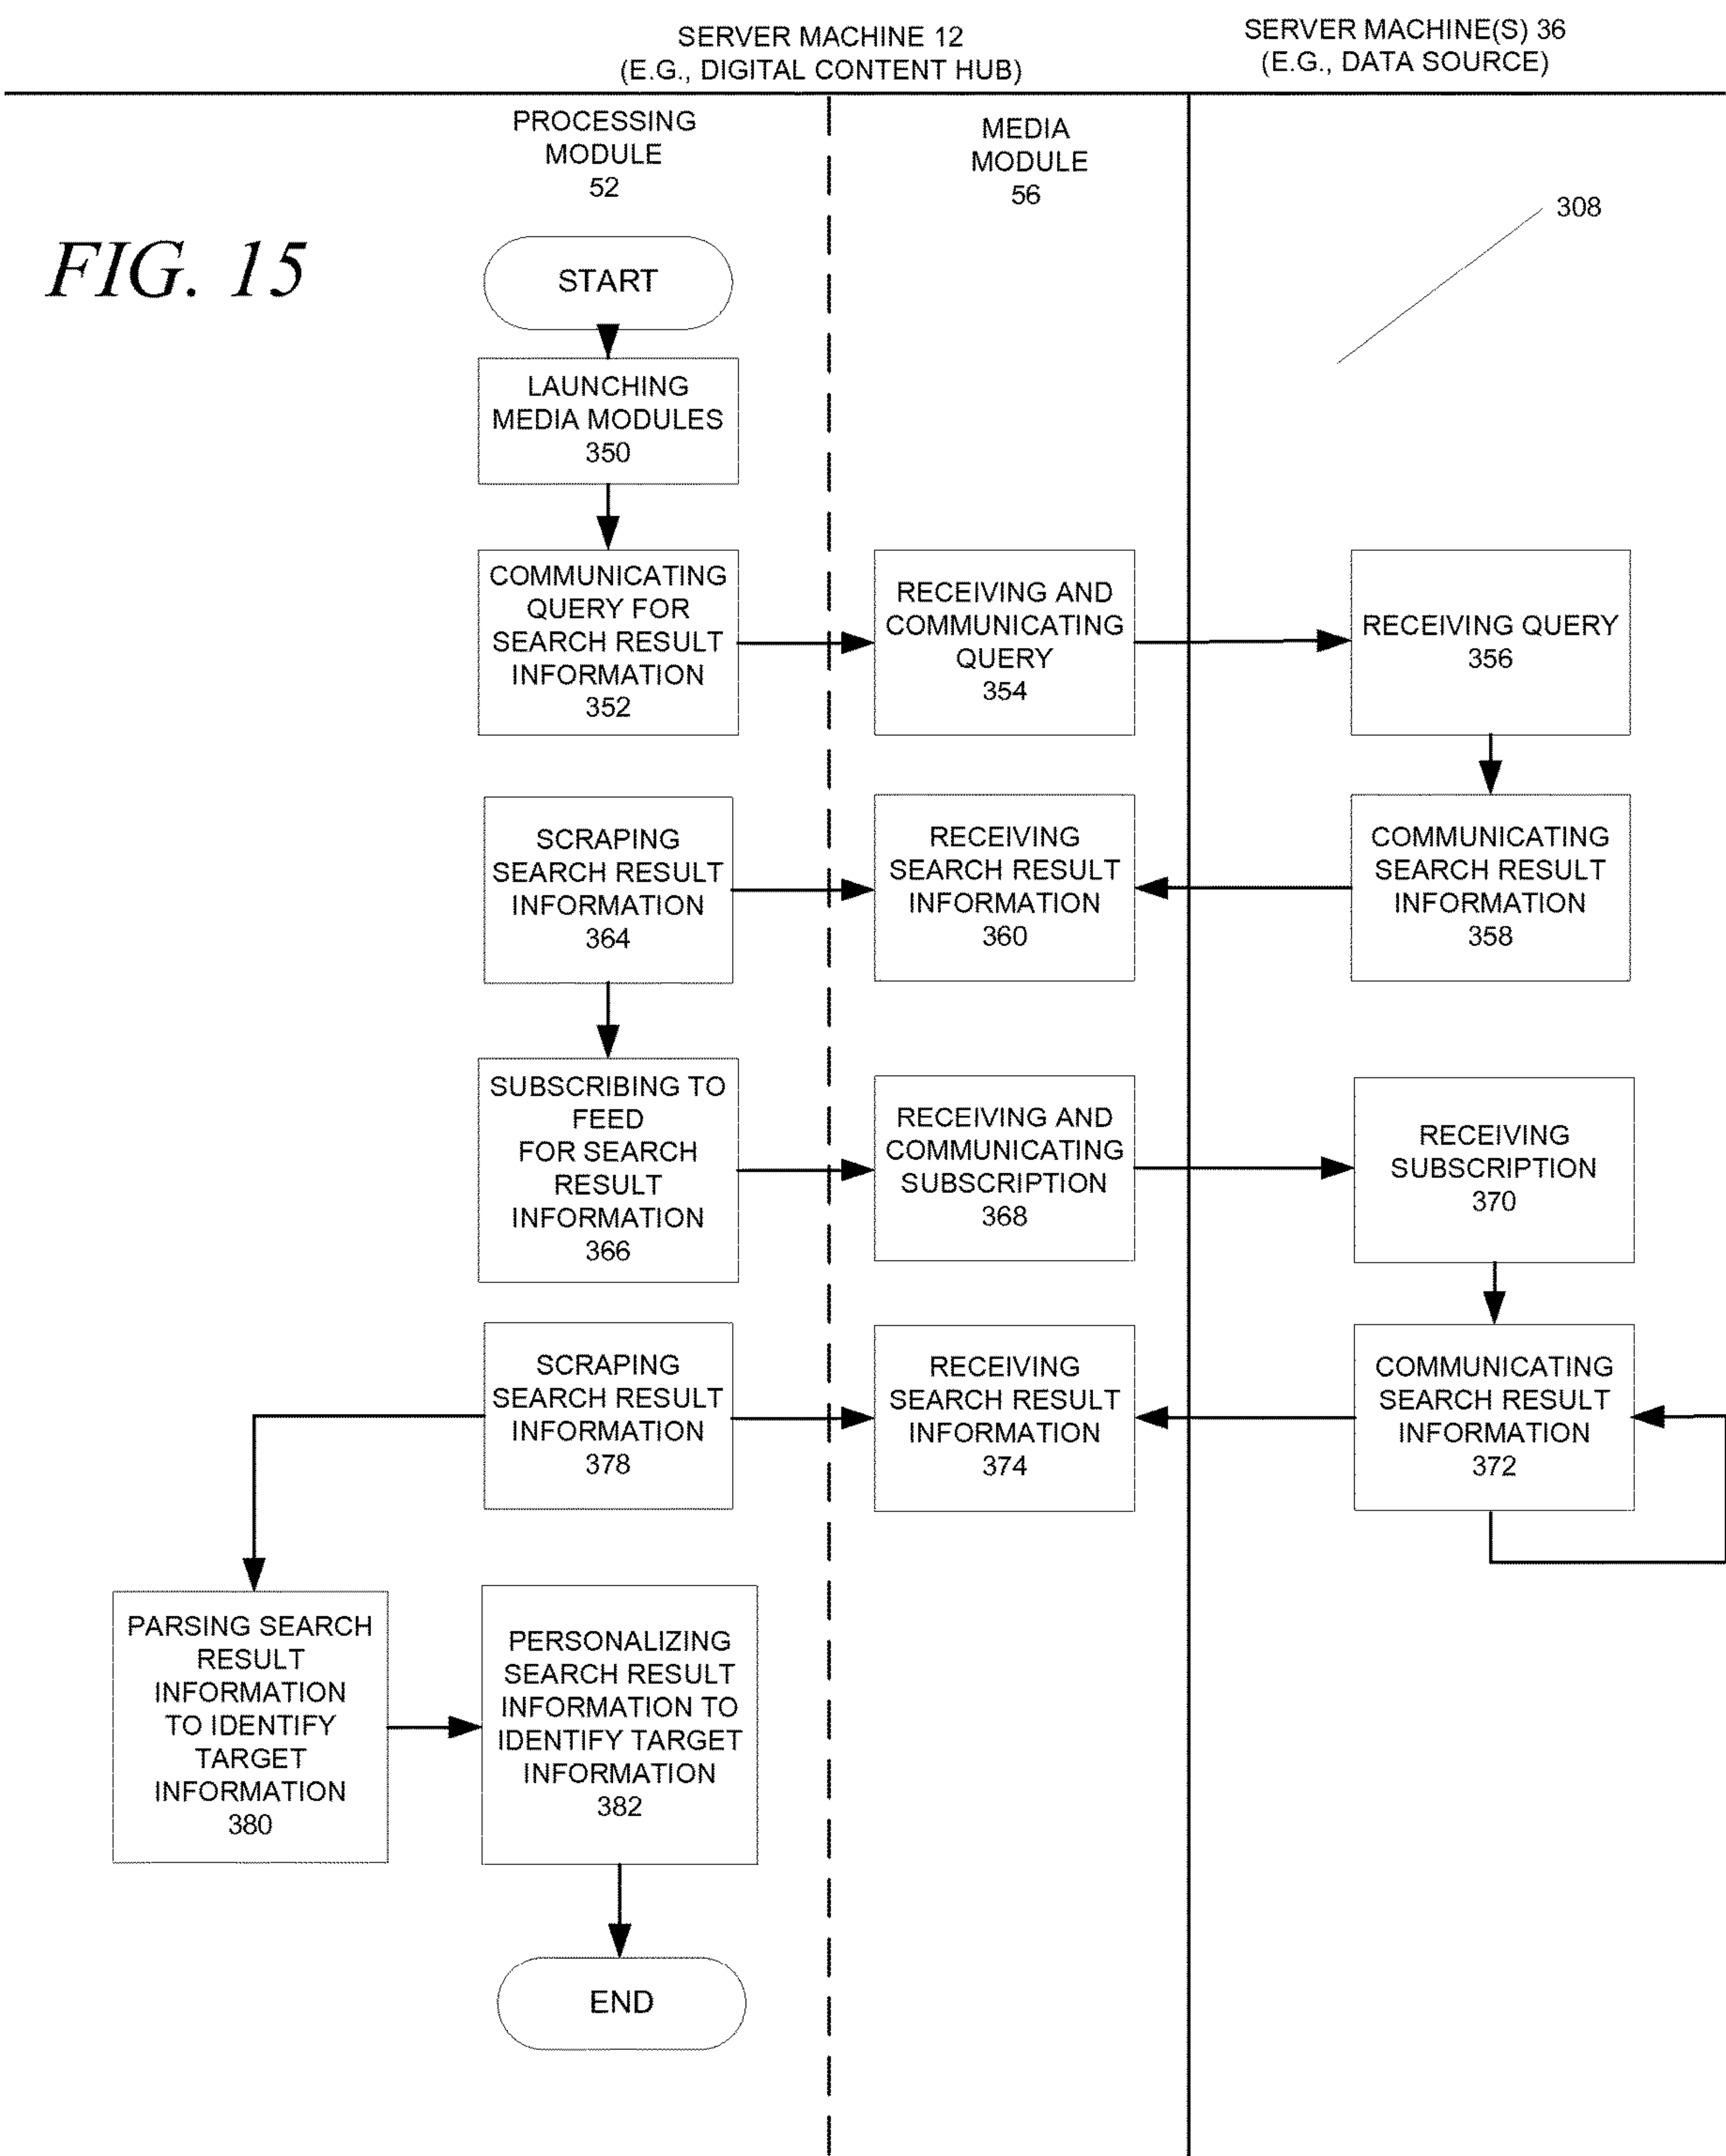 SERVER MACHINE 12
(E.G., DIGITAL CONTENT HUB)
SERVER MACHINE(S) 36
(E.G., DATA SOURCE)
PROCESSING
MODULE
52
MEDIA
MODULE
56
308
FIG. 15
START
LAUNCHING
MEDIA MODULES
350
COMMUNICATING
QUERY FOR
SEARCH RESULT
INFORMATION
352
RECEIVING AND
COMMUNICATING
QUERY
354
RECEIVING QUERY
356
SCRAPING
SEARCH RESULT
INFORMATION
364
RECEIVING
SEARCH RESULT
INFORMATION
360
COMMUNICATING
SEARCH RESULT
INFORMATION
358
SUBSCRIBING TO
FEED
FOR SEARCH
RESULT
INFORMATION
366
RECEIVING AND
COMMUNICATING
SUBSCRIPTION
368
RECEIVING
SUBSCRIPTION
370
SCRAPING
SEARCH RESULT
INFORMATION
378
RECEIVING
SEARCH RESULT
INFORMATION
374
COMMUNICATING
SEARCH RESULT
INFORMATION
372
PARSING SEARCH
RESULT
INFORMATION
TO IDENTIFY
TARGET
INFORMATION
380
PERSONALIZING
SEARCH RESULT
INFORMATION TO
IDENTIFY TARGET
INFORMATION
382
END